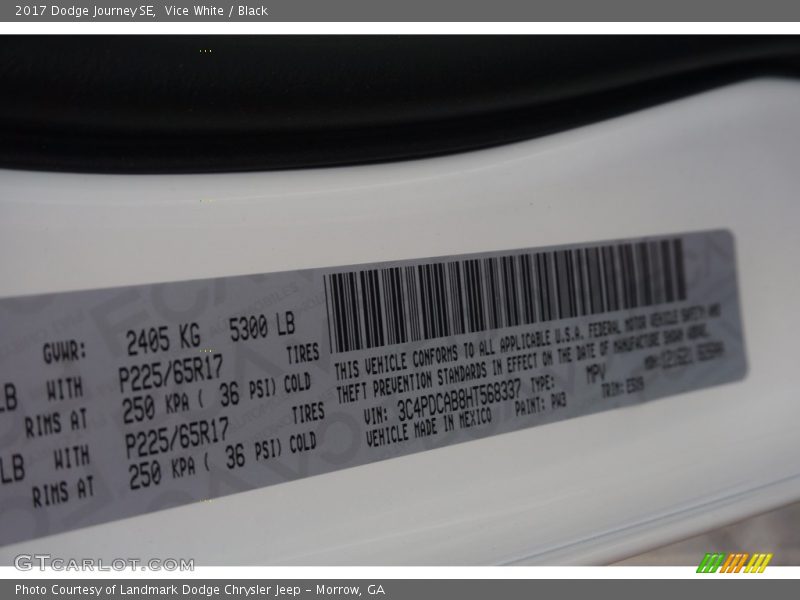 2017 Dodge Journey SE, Vice White / Black
GVWR: 2405 KG 5300 LB
LB WITH P225/65R17 TIRES
RIMS AT 250 KPA ( 36 PSI) COLD
LB WITH P225/65R17 TIRES
RIMS AT 250 KPA ( 36 PSI) COLD
THIS VEHICLE CONFORMS TO ALL APPLICABLE U.S.A. FEDERAL MOTOR VEHICLE SAFETY AND
THEFT PREVENTION STANDARDS IN EFFECT ON THE DATE OF MANUFACTURE SHOWN ABOVE.
VIN: 3C4PDCAB8HT568337 TYPE: MPV
VEHICLE MADE IN MEXICO PAINT: PW3 TRIM:
GTCARLOT.COM
Photo Courtesy of Landmark Dodge Chrysler Jeep – Morrow, GA